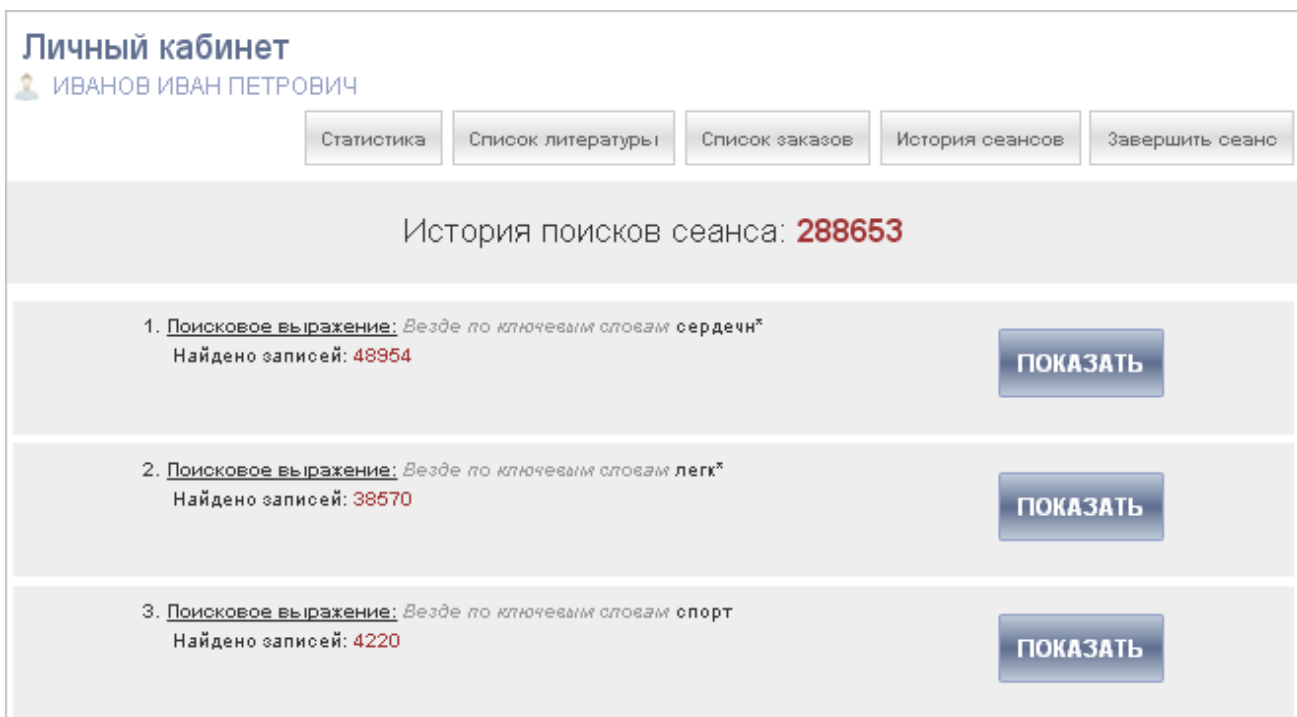 Личный кабинет
ИВАНОВ ИВАН ПЕТРОВИЧ
Статистика Список литературы Список заказов История сеансов Завершить сеанс
История поисков сеанса: 288653
1. Поисковое выражение: Везде по ключевым словам сердечн*
Найдено записей: 48954
ПОКАЗАТЬ
2. Поисковое выражение: Везде по ключевым словам легк*
Найдено записей: 38570
ПОКАЗАТЬ
3. Поисковое выражение: Везде по ключевым словам спорт
Найдено записей: 4220
ПОКАЗАТЬ